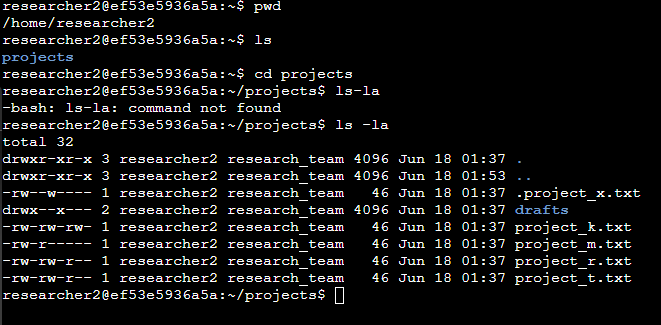 researcher2@ef53e5936a5a:~$ pwd
/home/researcher2
researcher2@ef53e5936a5a:~$ ls
projects
researcher2@ef53e5936a5a:~$ cd projects
researcher2@ef53e5936a5a:~/projects$ ls-la
-bash: ls-la: command not found
researcher2@ef53e5936a5a:~/projects$ ls -la
total 32
drwxr-xr-x 3 researcher2 research_team 4096 Jun 18 01:37 .
drwxr-xr-x 3 researcher2 research_team 4096 Jun 18 01:53 ..
-rw--w---- 1 researcher2 research_team   46 Jun 18 01:37 .project_x.txt
drwx--x--- 2 researcher2 research_team 4096 Jun 18 01:37 drafts
-rw-rw-rw- 1 researcher2 research_team   46 Jun 18 01:37 project_k.txt
-rw-r----- 1 researcher2 research_team   46 Jun 18 01:37 project_m.txt
-rw-rw-r-- 1 researcher2 research_team   46 Jun 18 01:37 project_r.txt
-rw-rw-r-- 1 researcher2 research_team   46 Jun 18 01:37 project_t.txt
researcher2@ef53e5936a5a:~/projects$